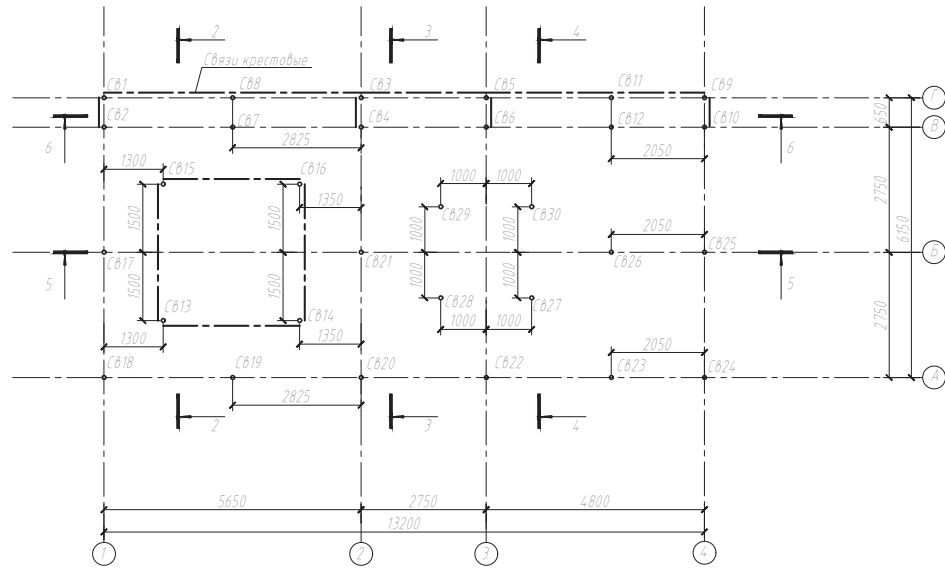 2
3
4
Связи крестовые
Св1
Св8
Св3
Св5
Св11
Св9
Г
650
Св2
Св7
Св4
Св6
Св12
Св10
В
6
2825
2050
6
1300
Св15
Св16
1000
1000
1350
2750
1500
1500
Св29
Св30
1000
1000
2050
6150
Св17
Св21
Св26
Св25
Б
5
5
1500
1500
1000
1000
Св28
Св27
2750
Св13
Св14
1000
1000
1300
1350
2050
Св18
Св19
Св20
Св22
Св23
Св24
А
2825
2
3
4
5650
2750
4800
13200
1
2
3
4